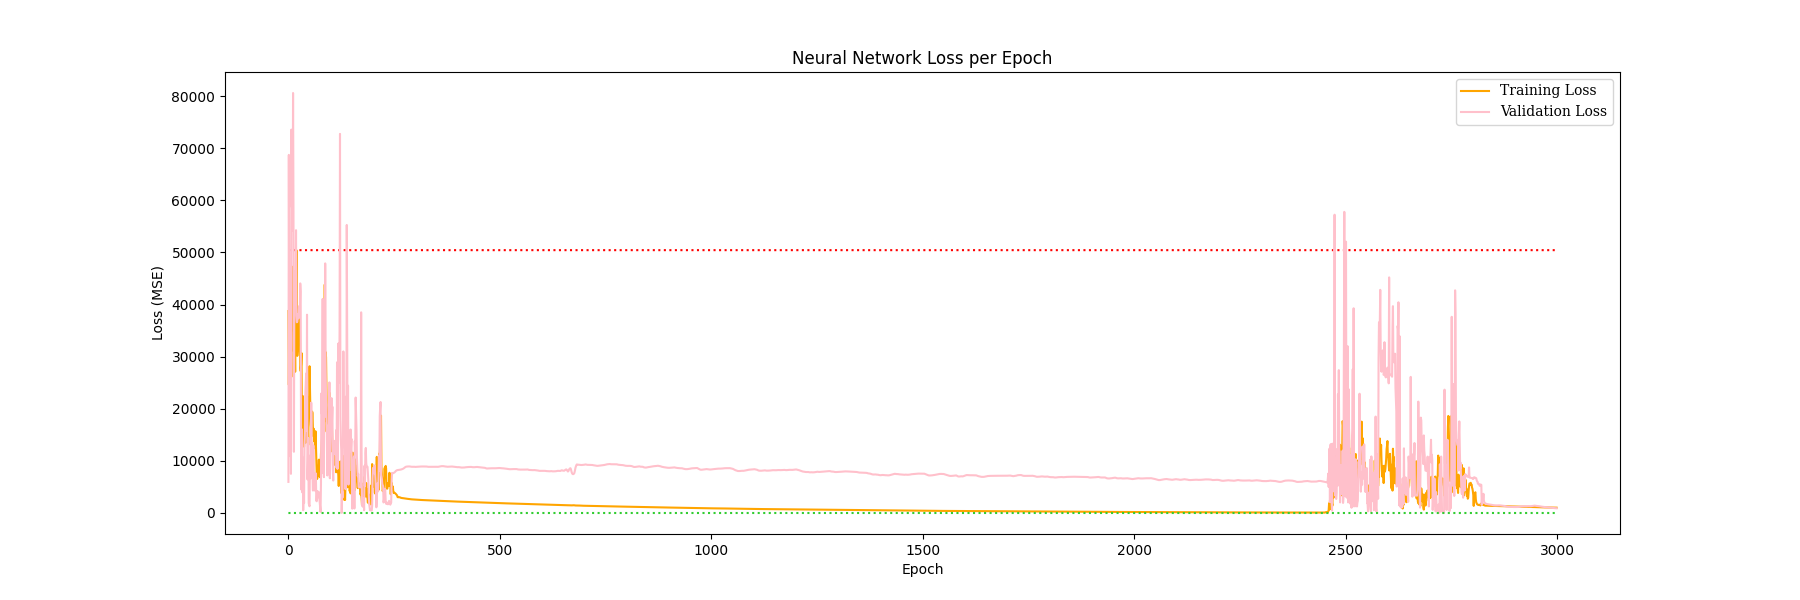 Neural Network Loss per Epoch
Training Loss
Validation Loss
Loss (MSE)
80000
70000
60000
50000
40000
30000
20000
10000
0
0 500 1000 1500 2000 2500 3000
Epoch